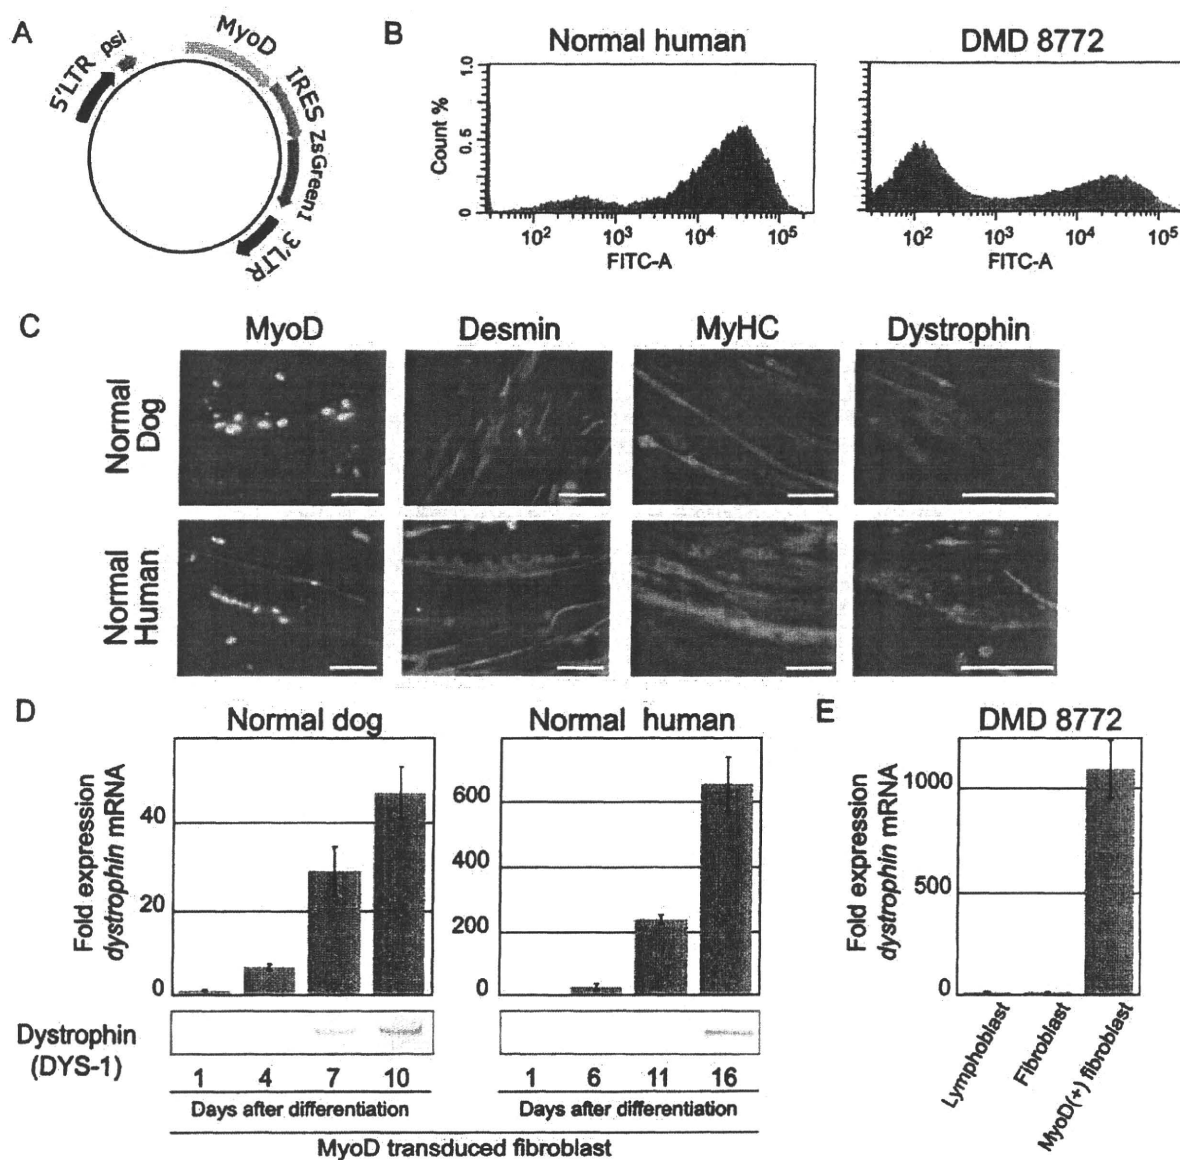 A
5'LTR
psi
MyoD
IRES
ZsGreen1
3'LTR
B
Normal human
DMD 8772
Count %
1.0
0.5
0
10² 10³ 10⁴ 10⁵
FITC-A
10² 10³ 10⁴ 10⁵
FITC-A
C
MyoD Desmin MyHC Dystrophin
Normal
Dog
Normal
Human
D
Normal dog
Fold expression
dystrophin mRNA
40
20
0
Normal human
600
400
200
0
Dystrophin
(DYS-1)
1 4 7 10
Days after differentiation
1 6 11 16
Days after differentiation
MyoD transduced fibroblast
E
DMD 8772
Fold expression
dystrophin mRNA
1000
500
0
Lymphoblast
Fibroblast
MyoD(+) fibroblast